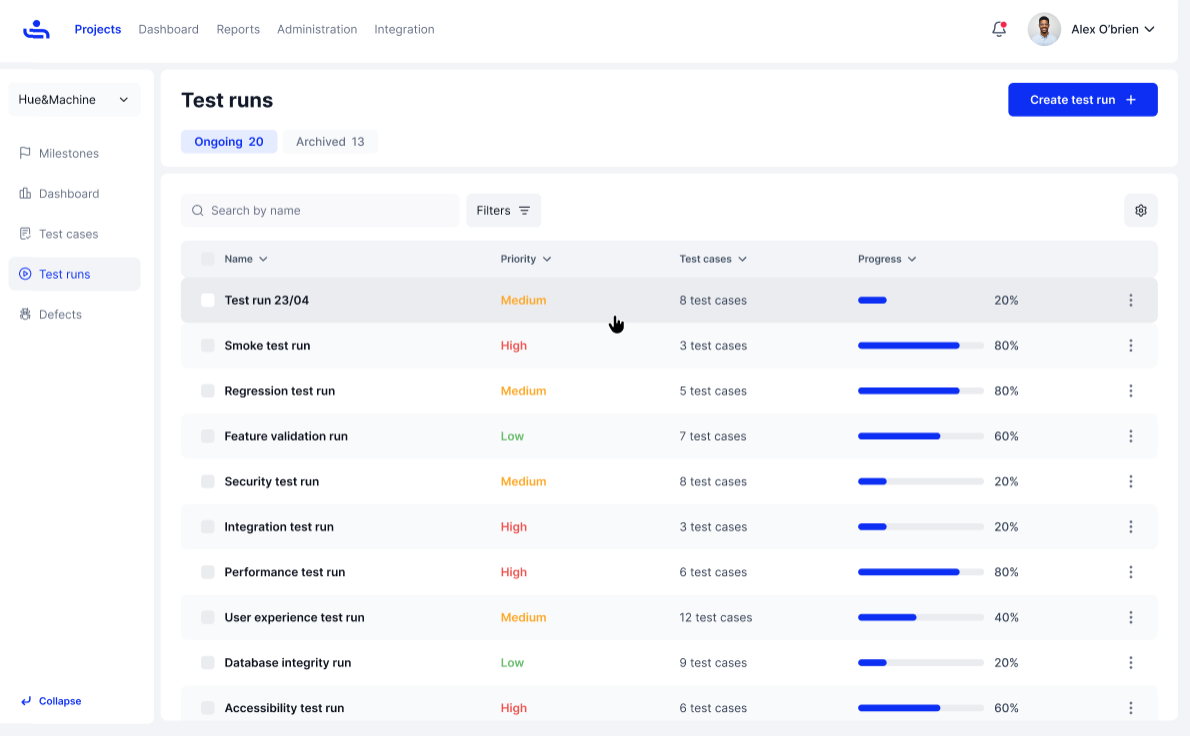 Projects Dashboard Reports Administration Integration Alex O'brien
Hue&Machine
Milestones
Dashboard
Test cases
Test runs
Defects
Collapse
Test runs
Create test run +
Ongoing 20 Archived 13
Search by name Filters
Name Priority Test cases Progress
Test run 23/04 Medium 8 test cases 20%
Smoke test run High 3 test cases 80%
Regression test run Medium 5 test cases 80%
Feature validation run Low 7 test cases 60%
Security test run Medium 8 test cases 20%
Integration test run High 3 test cases 20%
Performance test run High 6 test cases 80%
User experience test run Medium 12 test cases 40%
Database integrity run Low 9 test cases 20%
Accessibility test run High 6 test cases 60%